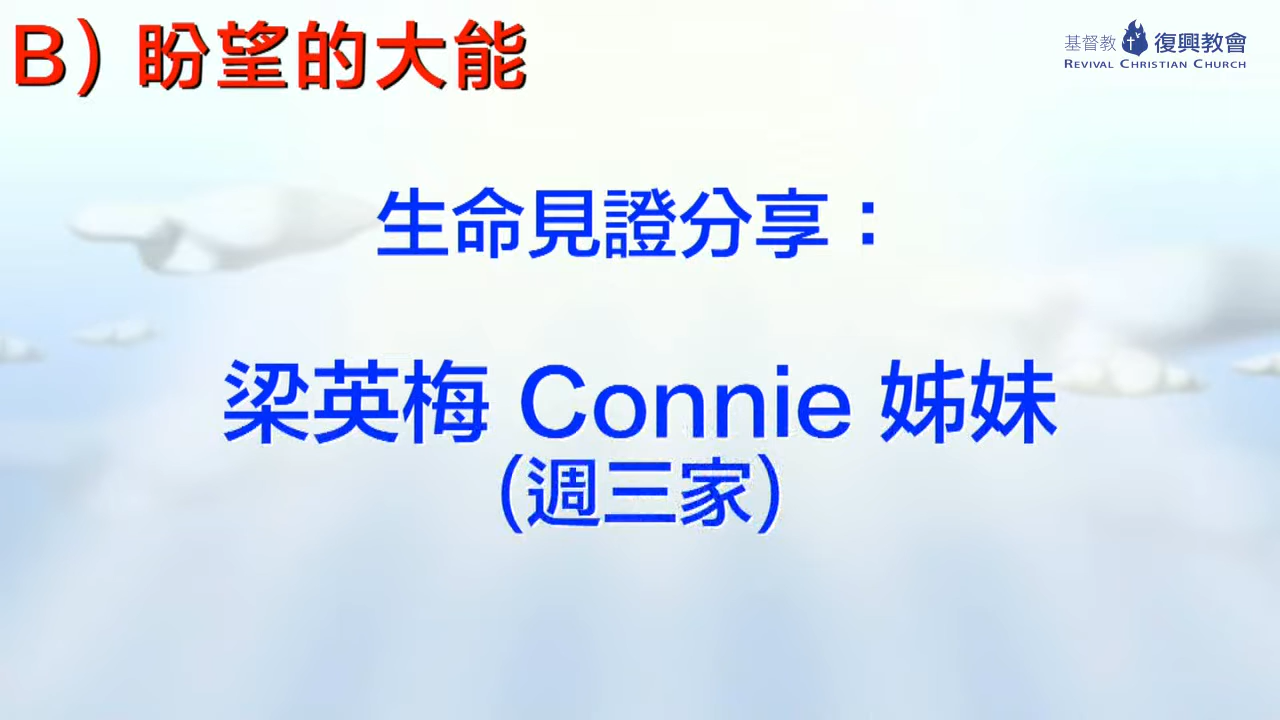 B) 盼望的大能
基督教 復興教會
REVIVAL CHRISTIAN CHURCH
生命見證分享：
梁英梅 Connie 姊妹
(週三家)